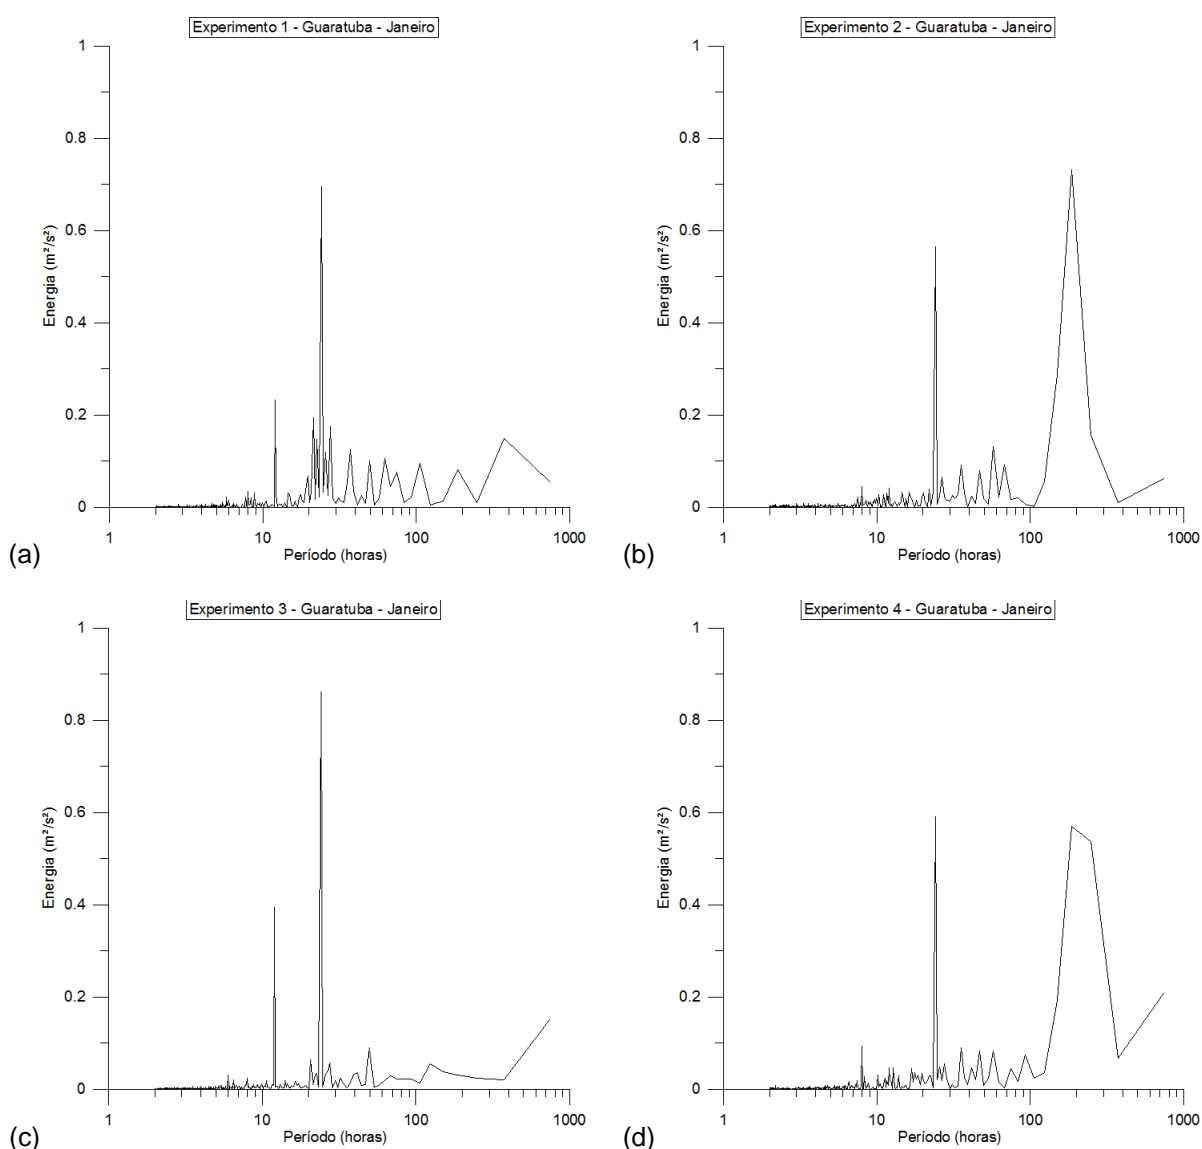 Experimento 1 - Guaratuba - Janeiro
1
0.8
0.6
0.4
0.2
0
Energia (m²/s²)
1
10
100
1000
Período (horas)
(a)
Experimento 2 - Guaratuba - Janeiro
1
0.8
0.6
0.4
0.2
0
Energia (m²/s²)
1
10
100
1000
Período (horas)
(b)
Experimento 3 - Guaratuba - Janeiro
1
0.8
0.6
0.4
0.2
0
Energia (m²/s²)
1
10
100
1000
Período (horas)
(c)
Experimento 4 - Guaratuba - Janeiro
1
0.8
0.6
0.4
0.2
0
Energia (m²/s²)
1
10
100
1000
Período (horas)
(d)